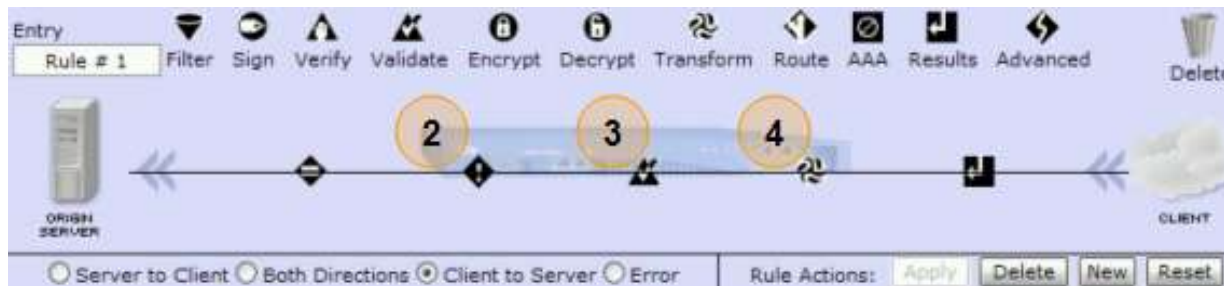 Entry
Rule # 1
Filter Sign Verify Validate Encrypt Decrypt Transform Route AAA Results Advanced
Delete
2 3 4
ORIGIN
SERVER
CLIENT
Server to Client Both Directions Client to Server Error Rule Actions: Apply Delete New Reset